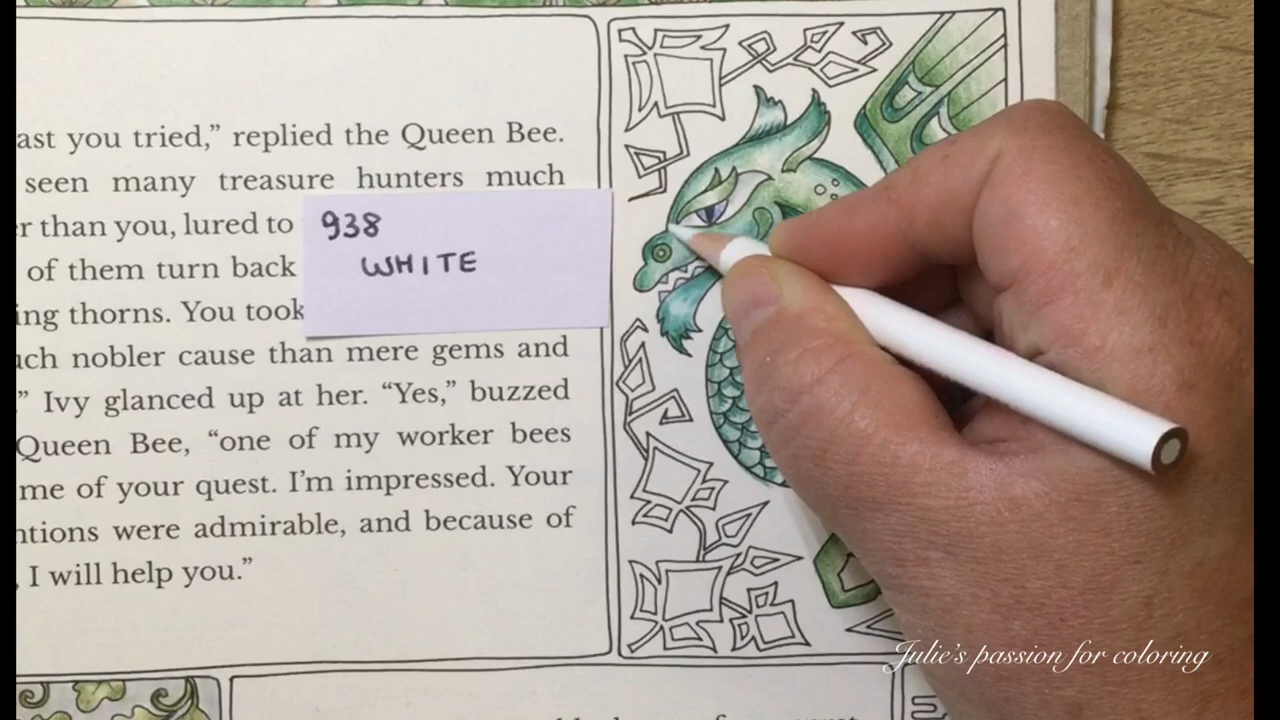 ast you tried,” replied the Queen Bee.
seen many treasure hunters much
r than you, lured to
of them turn back
ing thorns. You took
ch nobler cause than mere gems and
” Ivy glanced up at her. “Yes,” buzzed
Queen Bee, “one of my worker bees
me of your quest. I’m impressed. Your
ntions were admirable, and because of
I will help you.”
938
WHITE
Julie's passion for coloring